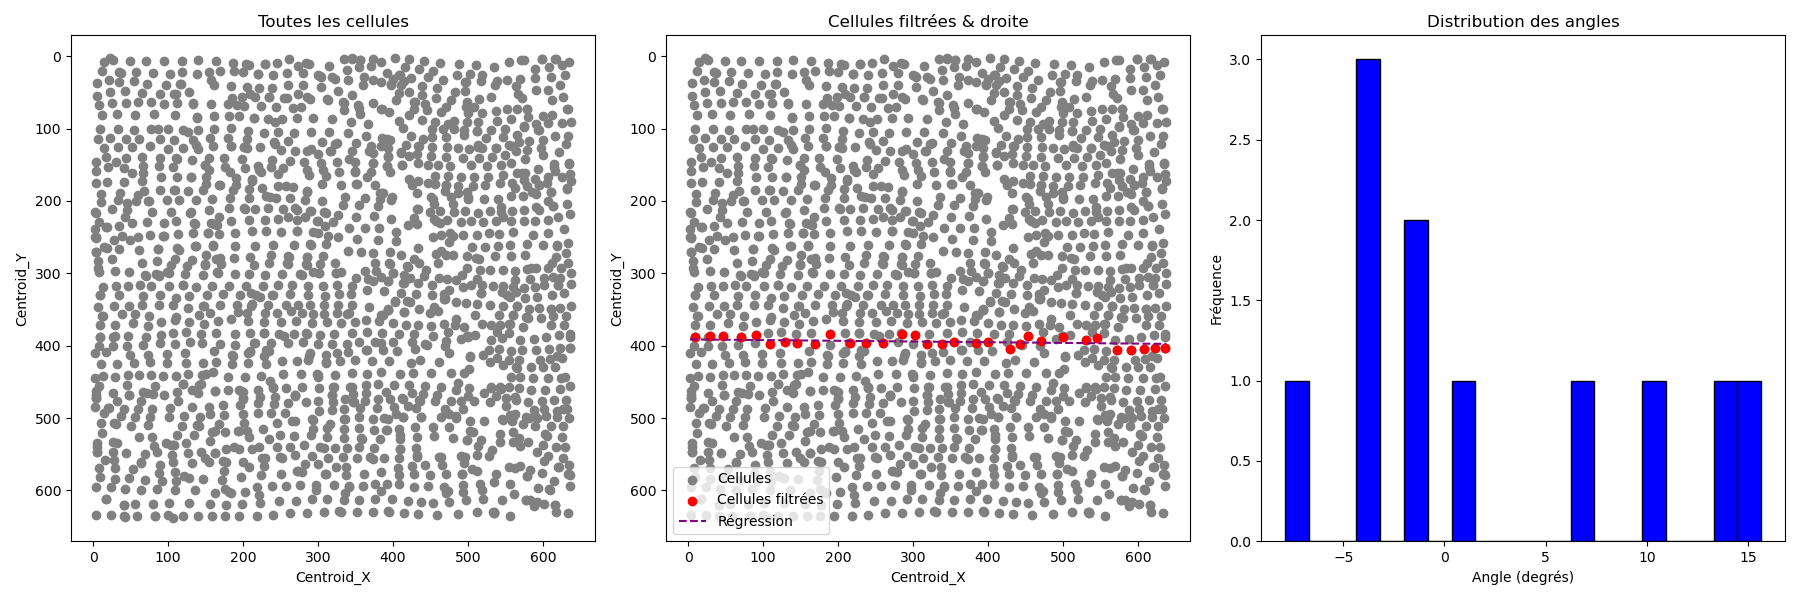 Toutes les cellules
Centroid_Y
0
100
200
300
400
500
600
0 100 200 300 400 500 600
Centroid_X
Cellules filtrées & droite
Centroid_Y
0
100
200
300
400
500
600
Cellules
Cellules filtrées
Régression
0 100 200 300 400 500 600
Centroid_X
Distribution des angles
Fréquence
3.0
2.5
2.0
1.5
1.0
0.5
0.0
−5 0 5 10 15
Angle (degrés)